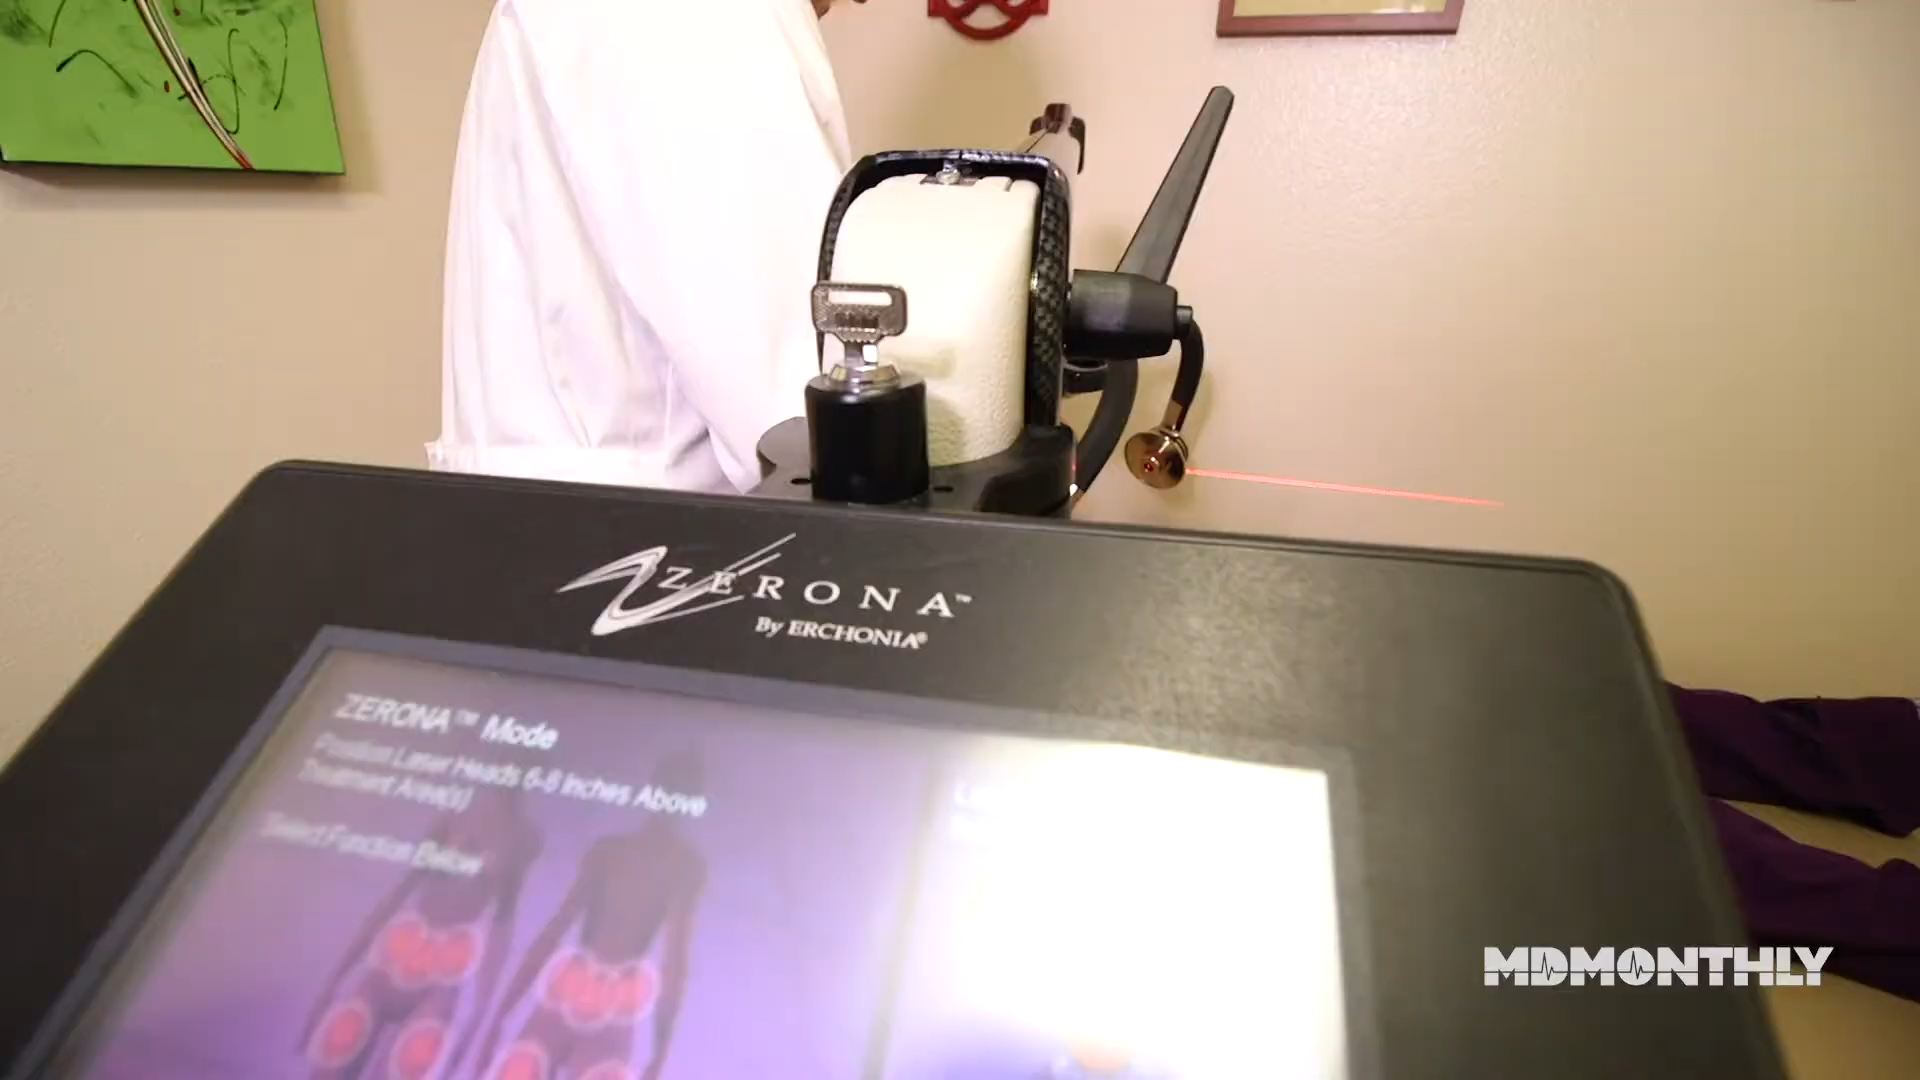 ZERONA™
By ERCHONIA®
ZERONA™ Mode
Position Laser Heads 6-8 Inches Above
Treatment Area(s)
Select Function Below
MDMONTHLY